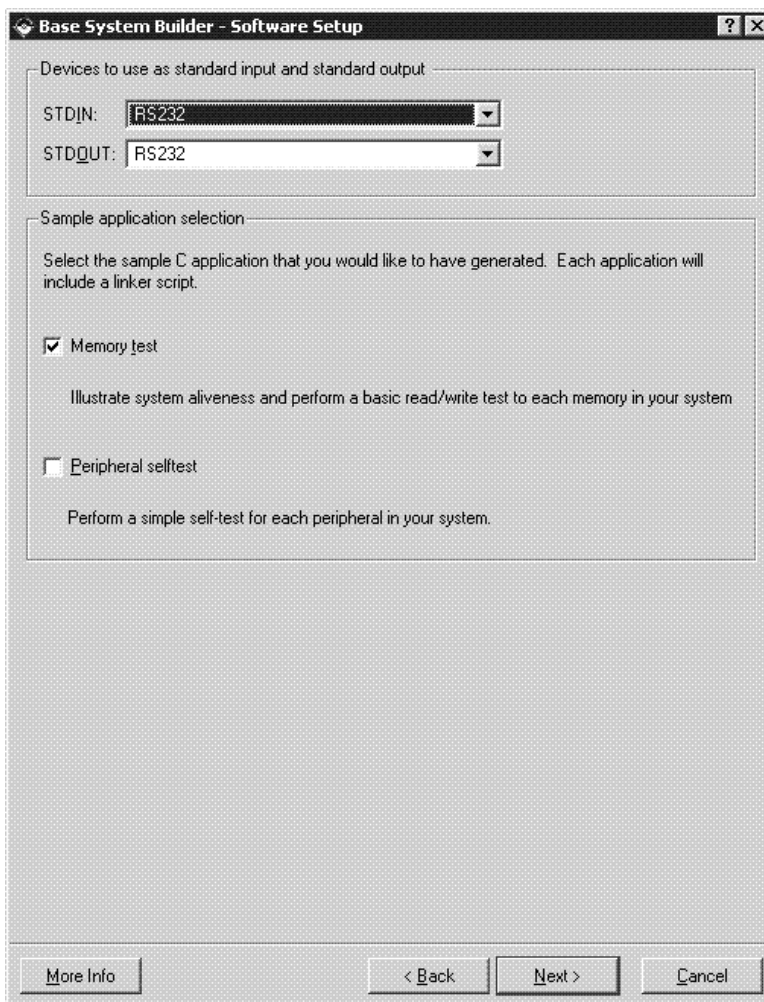 Base System Builder - Software Setup
Devices to use as standard input and standard output
STDIN: RS232
STDOUT: RS232
Sample application selection
Select the sample C application that you would like to have generated. Each application will
include a linker script.
Memory test
Illustrate system aliveness and perform a basic read/write test to each memory in your system
Peripheral selftest
Perform a simple self-test for each peripheral in your system.
More Info < Back Next > Cancel